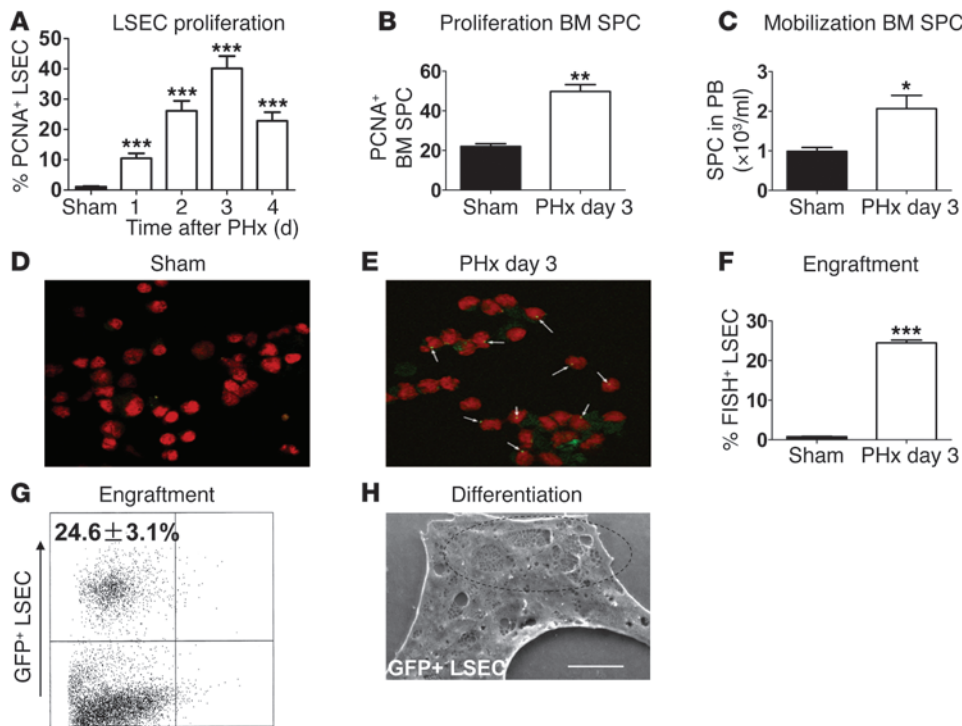 A LSEC proliferation
% PCNA+ LSEC
50
40
30
20
10
0
***
***
***
***
Sham 1 2 3 4
Time after PHx (d)
B Proliferation BM SPC
PCNA+
BM SPC
60
40
20
0
**
Sham PHx day 3
C Mobilization BM SPC
SPC in PB
(×10³/ml)
3
2
1
0
*
Sham PHx day 3
D Sham
E PHx day 3
F Engraftment
% FISH+ LSEC
30
20
10
0
***
Sham PHx day 3
G Engraftment
24.6±3.1%
GFP+ LSEC
H Differentiation
GFP+ LSEC